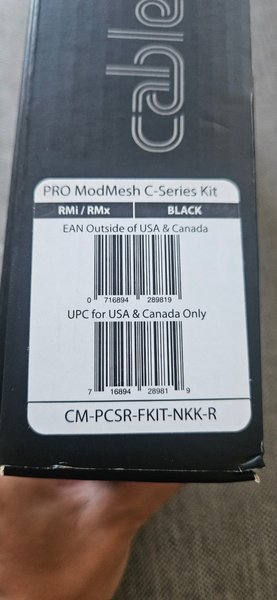 cable
PRO ModMesh C-Series Kit
RMi / RMx BLACK
EAN Outside of USA & Canada
0 716894 289819
UPC for USA & Canada Only
7 16894 28981 9
CM-PCSR-FKIT-NKK-R